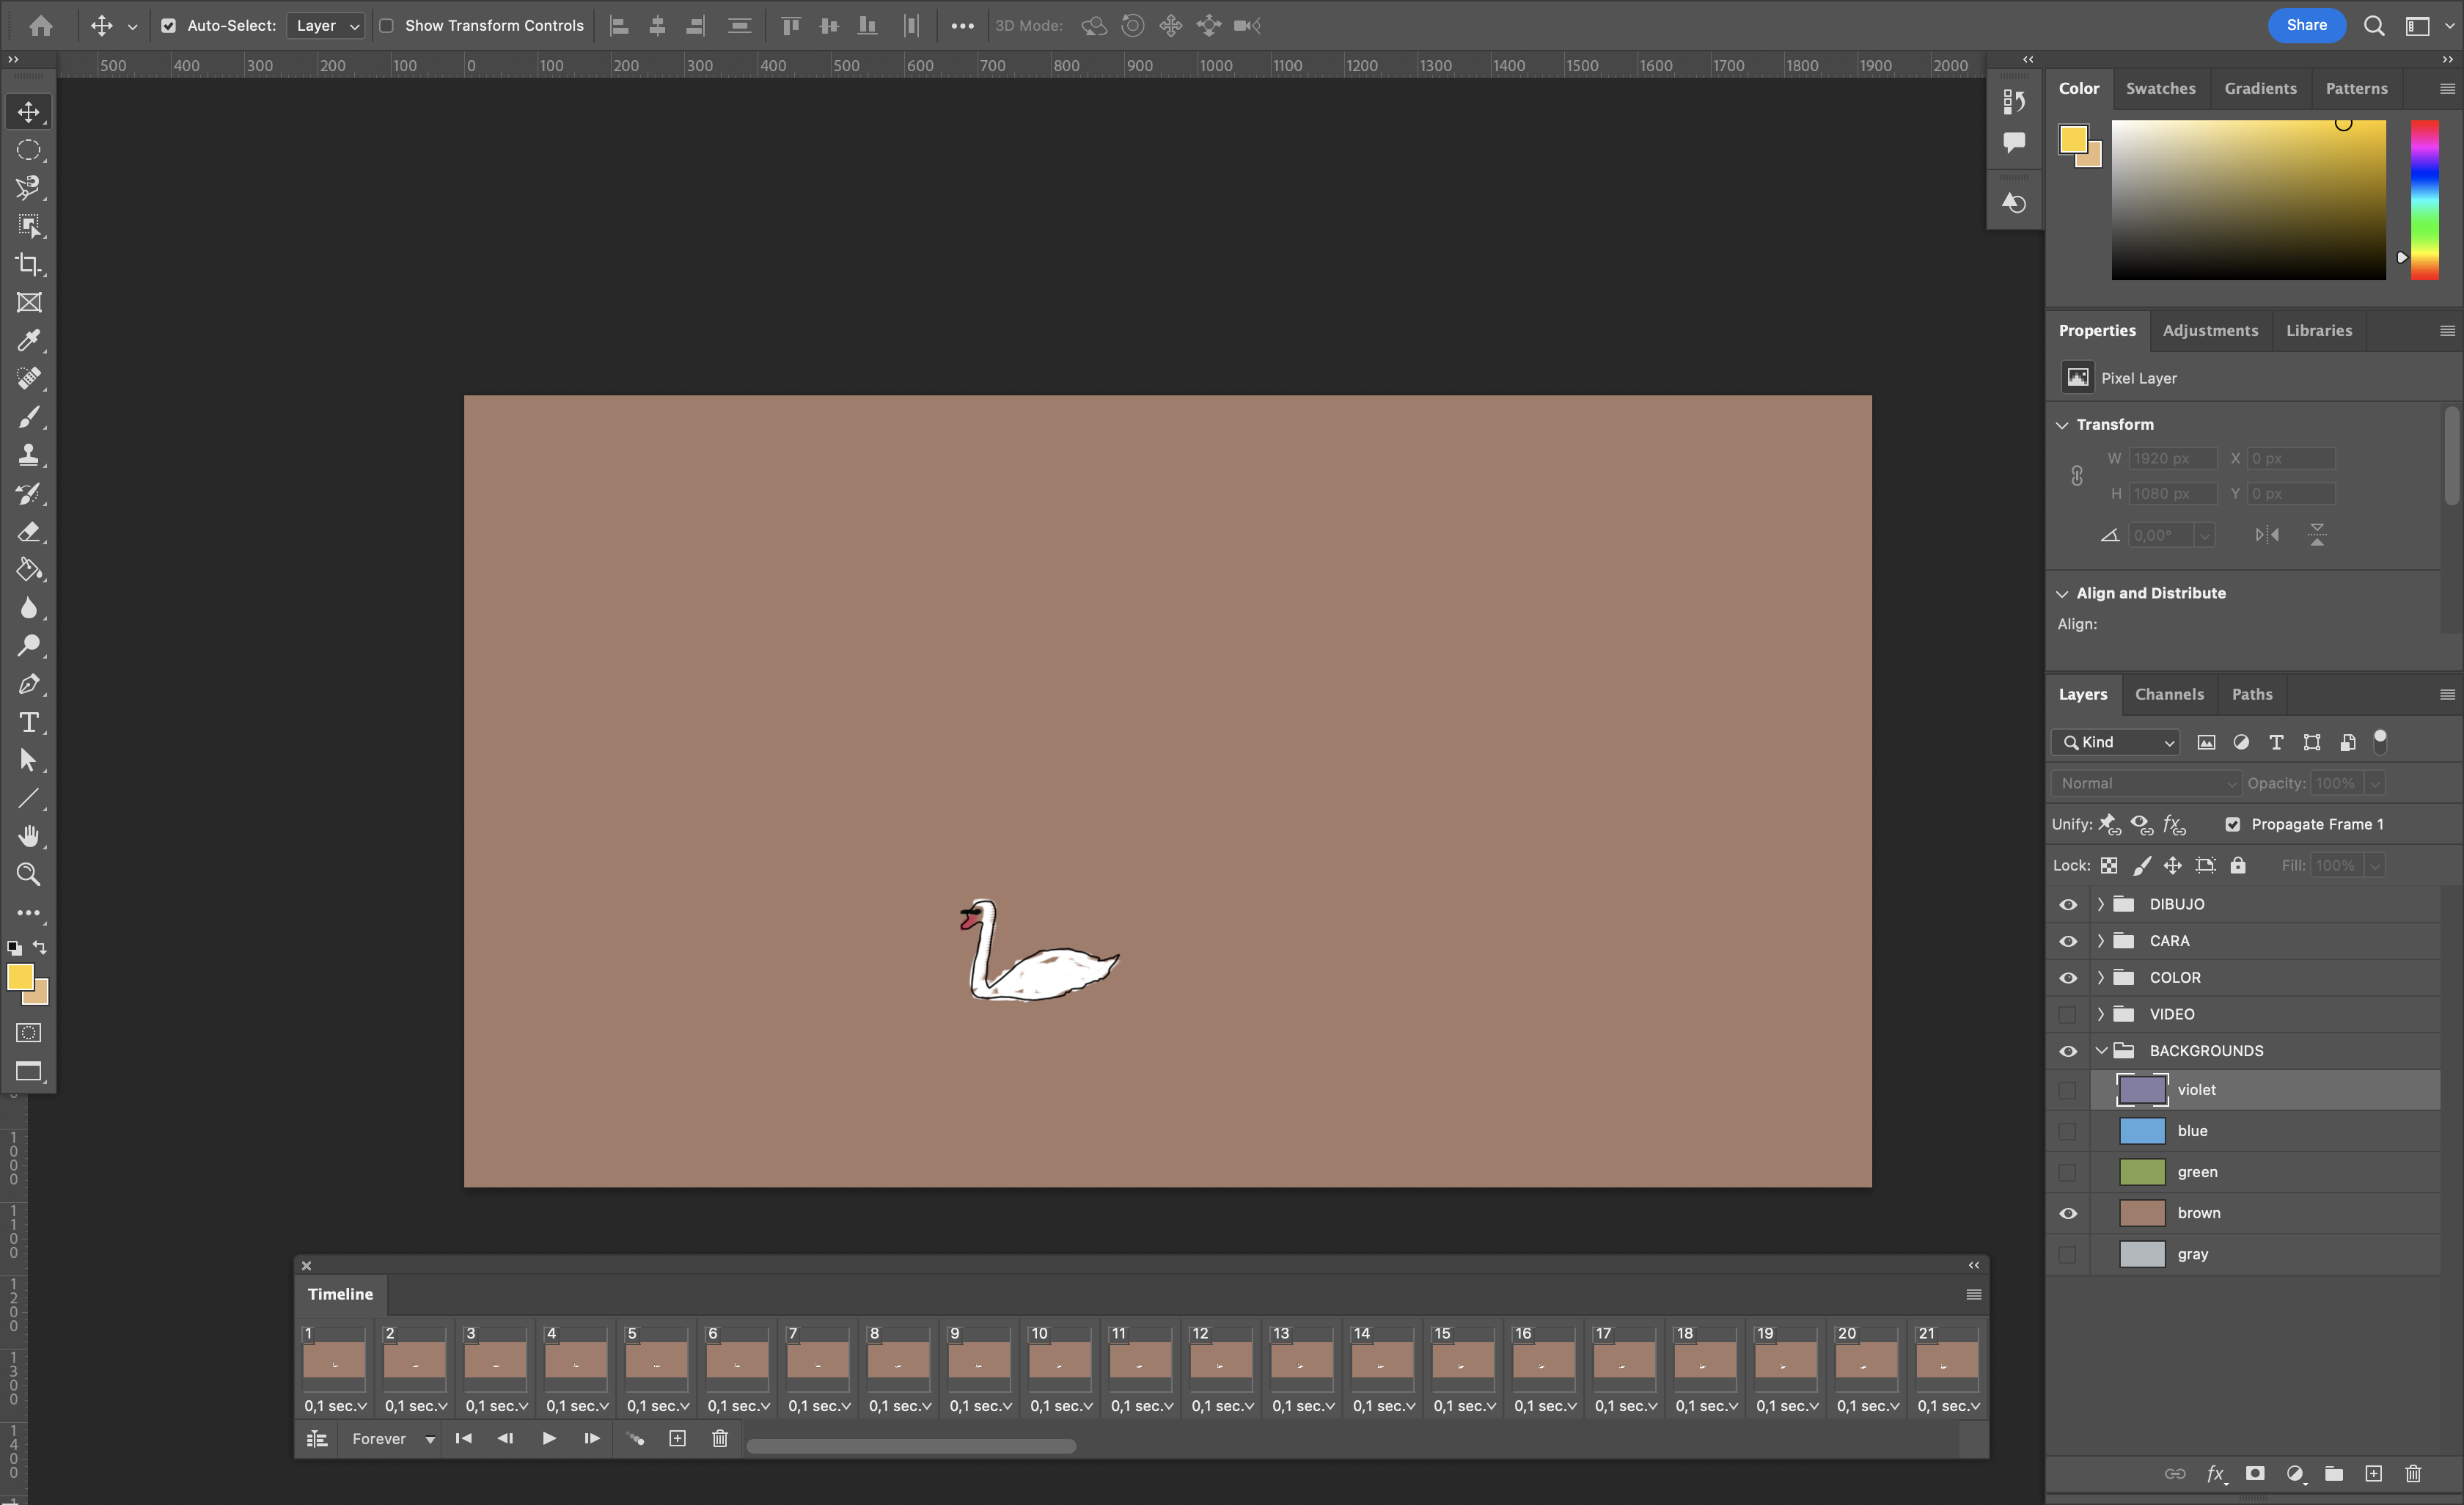 Auto-Select: Layer Show Transform Controls 3D Mode: Share
500 400 300 200 100 0 100 200 300 400 500 600 700 800 900 1000 1100 1200 1300 1400 1500 1600 1700 1800 1900 2000
Color Swatches Gradients Patterns
Properties Adjustments Libraries
Pixel Layer
Transform
W 1920 px X 0 px
H 1080 px Y 0 px
0,00°
Align and Distribute
Align:
Layers Channels Paths
Kind
Normal Opacity: 100%
Unify: Propagate Frame 1
Lock: Fill: 100%
DIBUJO
CARA
COLOR
VIDEO
BACKGROUNDS
violet
blue
green
brown
gray
1000
1100
1200
1300
1400
Timeline
1 2 3 4 5 6 7 8 9 10 11 12 13 14 15 16 17 18 19 20 21
0,1 sec. 0,1 sec. 0,1 sec. 0,1 sec. 0,1 sec. 0,1 sec. 0,1 sec. 0,1 sec. 0,1 sec. 0,1 sec. 0,1 sec. 0,1 sec. 0,1 sec. 0,1 sec. 0,1 sec. 0,1 sec. 0,1 sec. 0,1 sec. 0,1 sec. 0,1 sec. 0,1 sec.
Forever
fx